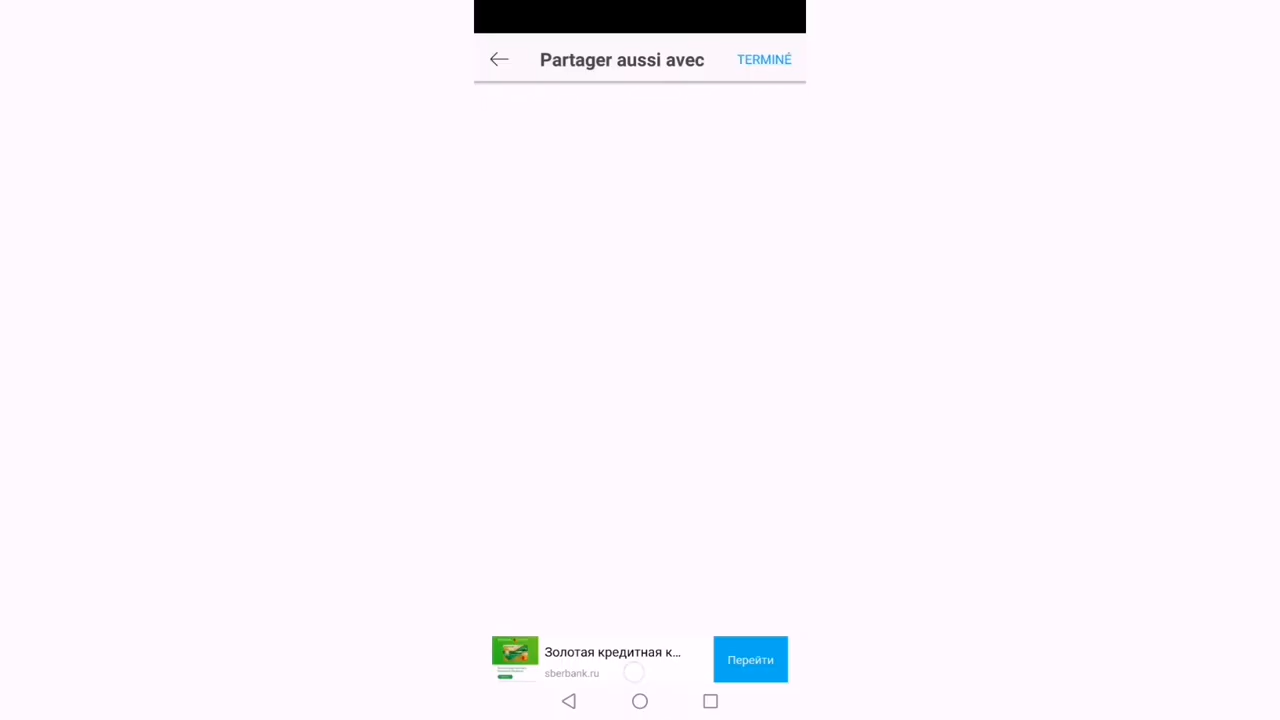 Partager aussi avec
TERMINÉ
Золотая кредитная к...
sberbank.ru
Перейти